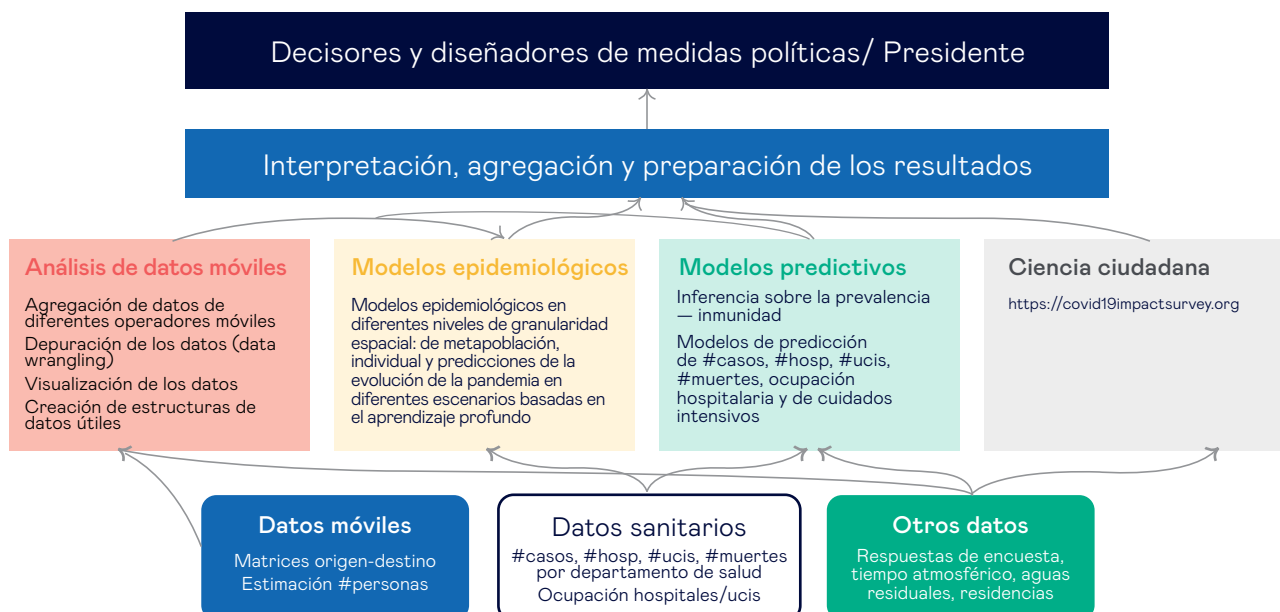 Decisores y diseñadores de medidas políticas/ Presidente
Interpretación, agregación y preparación de los resultados
Análisis de datos móviles
Agregación de datos de
diferentes operadores móviles
Depuración de los datos (data
wrangling)
Visualización de los datos
Creación de estructuras de
datos útiles
Modelos epidemiológicos
Modelos epidemiológicos en
diferentes niveles de granularidad
espacial: de metapoblación,
individual y predicciones de la
evolución de la pandemia en
diferentes escenarios basadas en
el aprendizaje profundo
Modelos predictivos
Inferencia sobre la prevalencia
— inmunidad
Modelos de predicción
de #casos, #hosp, #ucis,
#muertes, ocupación
hospitalaria y de cuidados
intensivos
Ciencia ciudadana
https://covid19impactsurvey.org
Datos móviles
Matrices origen-destino
Estimación #personas
Datos sanitarios
#casos, #hosp, #ucis, #muertes
por departamento de salud
Ocupación hospitales/ucis
Otros datos
Respuestas de encuesta,
tiempo atmosférico, aguas
residuales, residencias